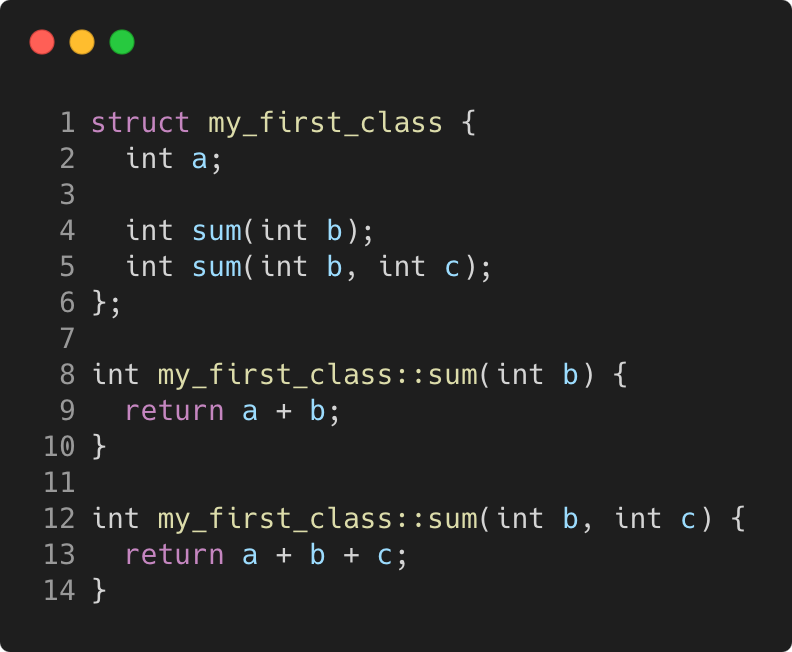 1 struct my_first_class {
2   int a;
3
4   int sum(int b);
5   int sum(int b, int c);
6 };
7
8 int my_first_class::sum(int b) {
9   return a + b;
10 }
11
12 int my_first_class::sum(int b, int c) {
13   return a + b + c;
14 }